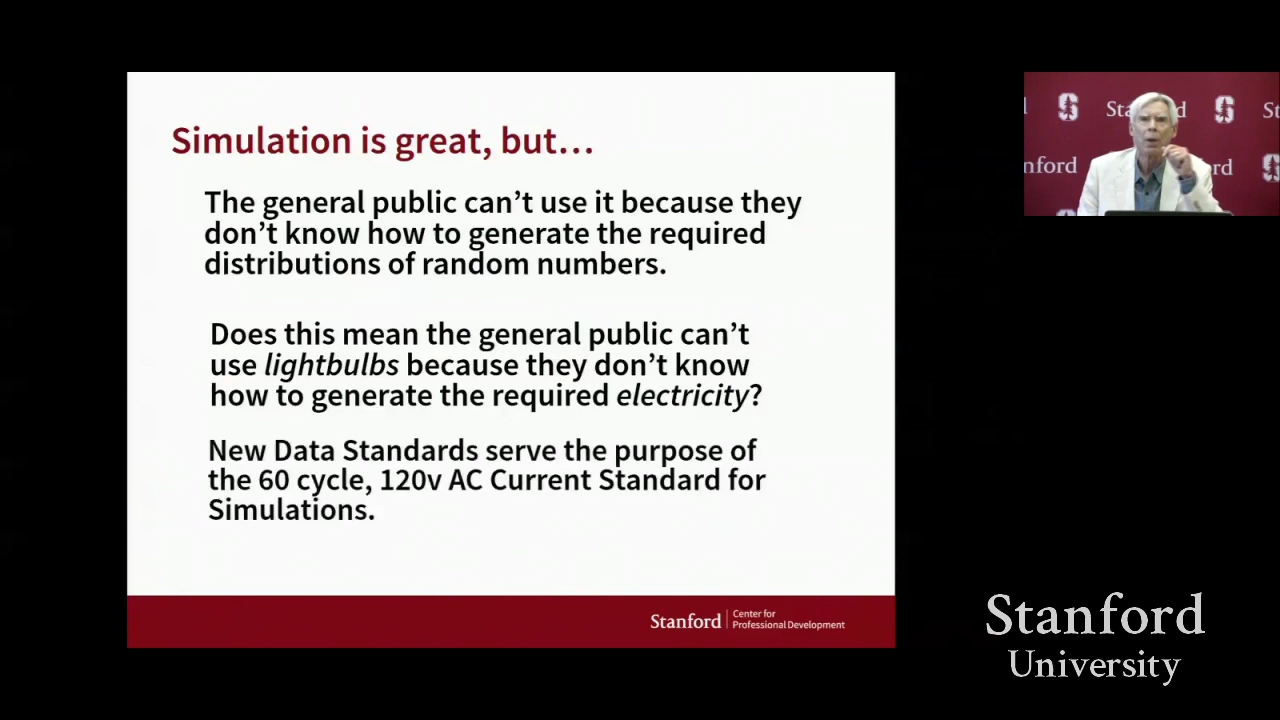 Simulation is great, but…
The general public can’t use it because they
don’t know how to generate the required
distributions of random numbers.
Does this mean the general public can’t
use lightbulbs because they don’t know
how to generate the required electricity?
New Data Standards serve the purpose of
the 60 cycle, 120v AC Current Standard for
Simulations.
Stanford
Center for
Professional Development
Stanford
nford
Stanford
University